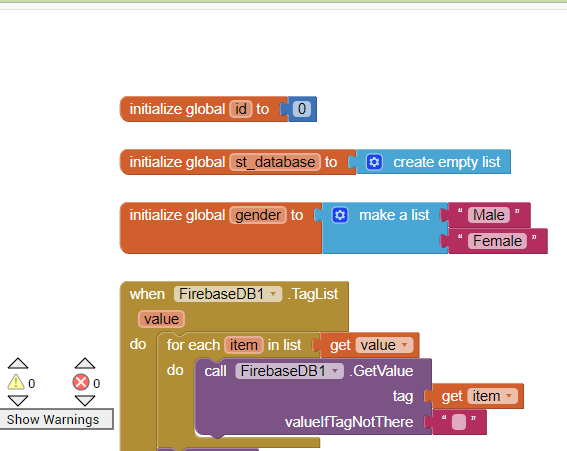 initialize global id to 0
initialize global st_database to create empty list
initialize global gender to make a list “ Male ”
“ Female ”
when FirebaseDB1 .TagList
value
do for each item in list get value
do call FirebaseDB1 .GetValue
tag get item
valueIfTagNotThere “ ”
0 0
Show Warnings